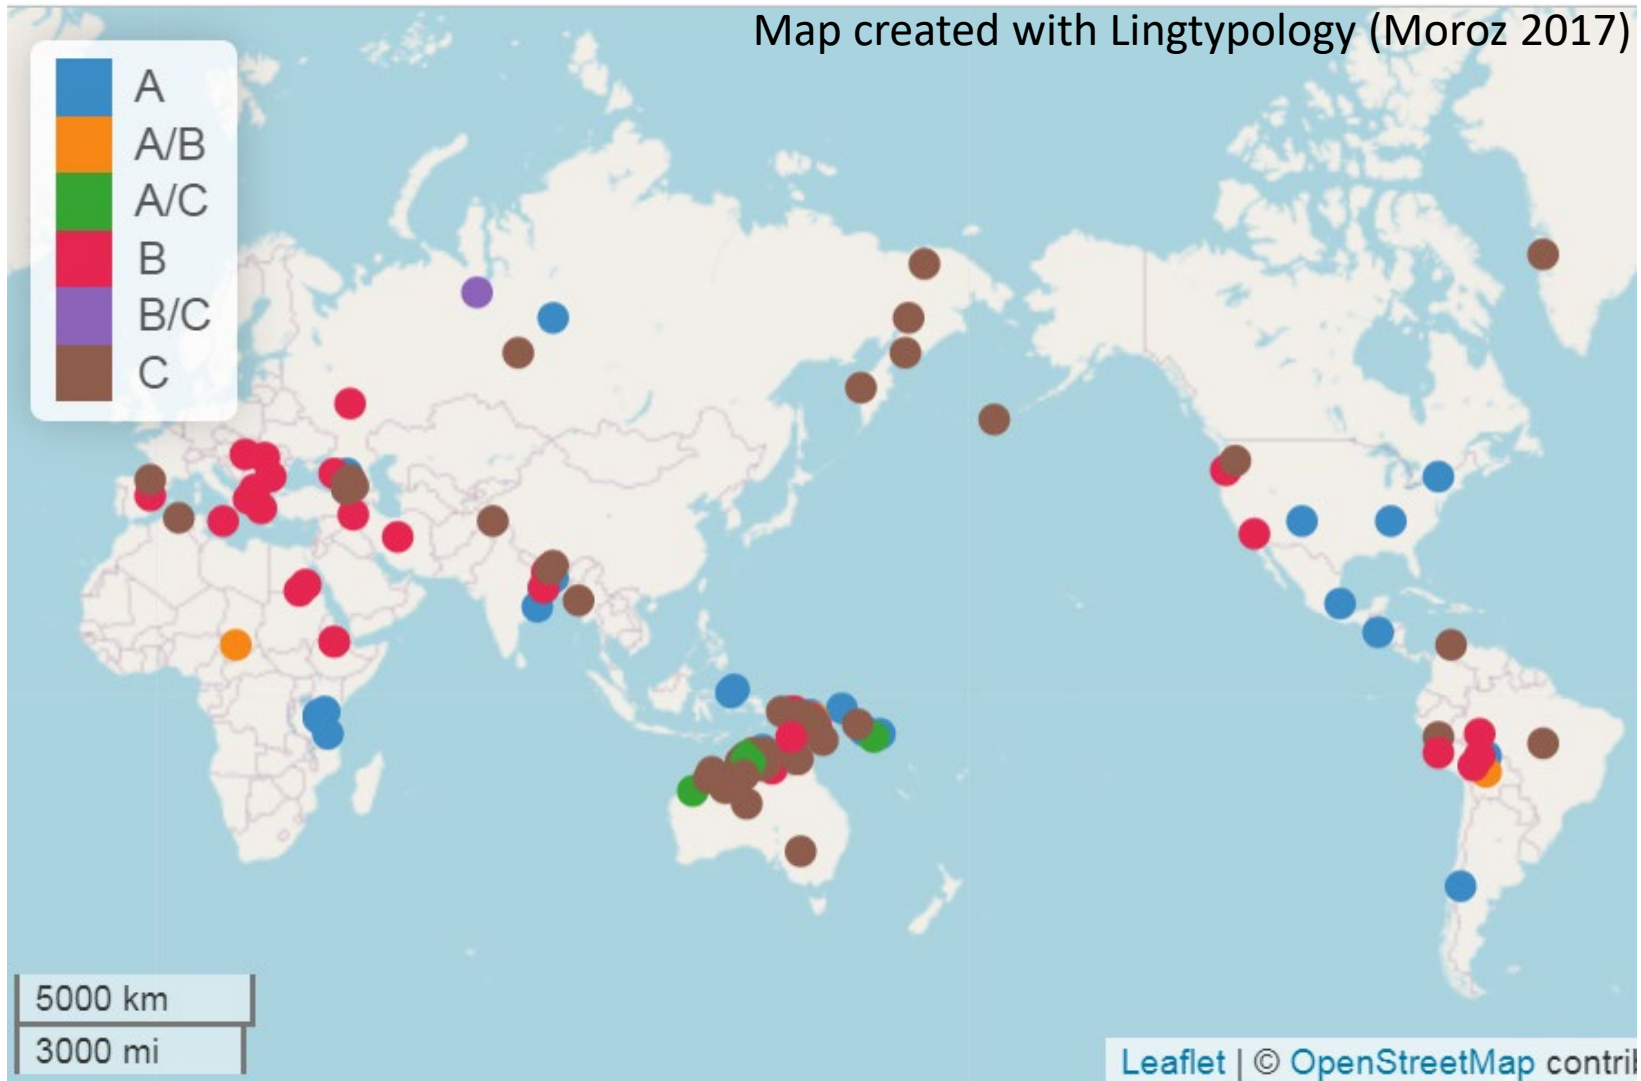 Map created with Lingtypology (Moroz 2017)
A
A/B
A/C
B
B/C
C
5000 km
3000 mi
Leaflet | © OpenStreetMap